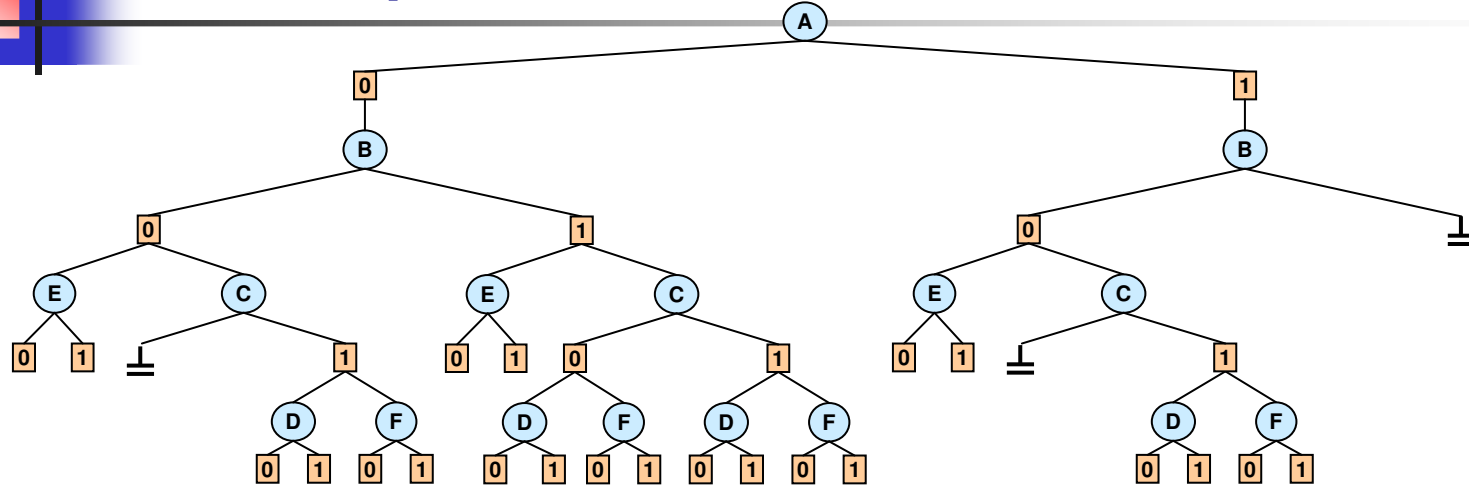 A
0 1
B B
0 1 0
E C E C E C
0 1 1 0 1 0 1 0 1 1
D F D F D F D F
0 1 0 1 0 1 0 1 0 1 0 1 0 1 0 1